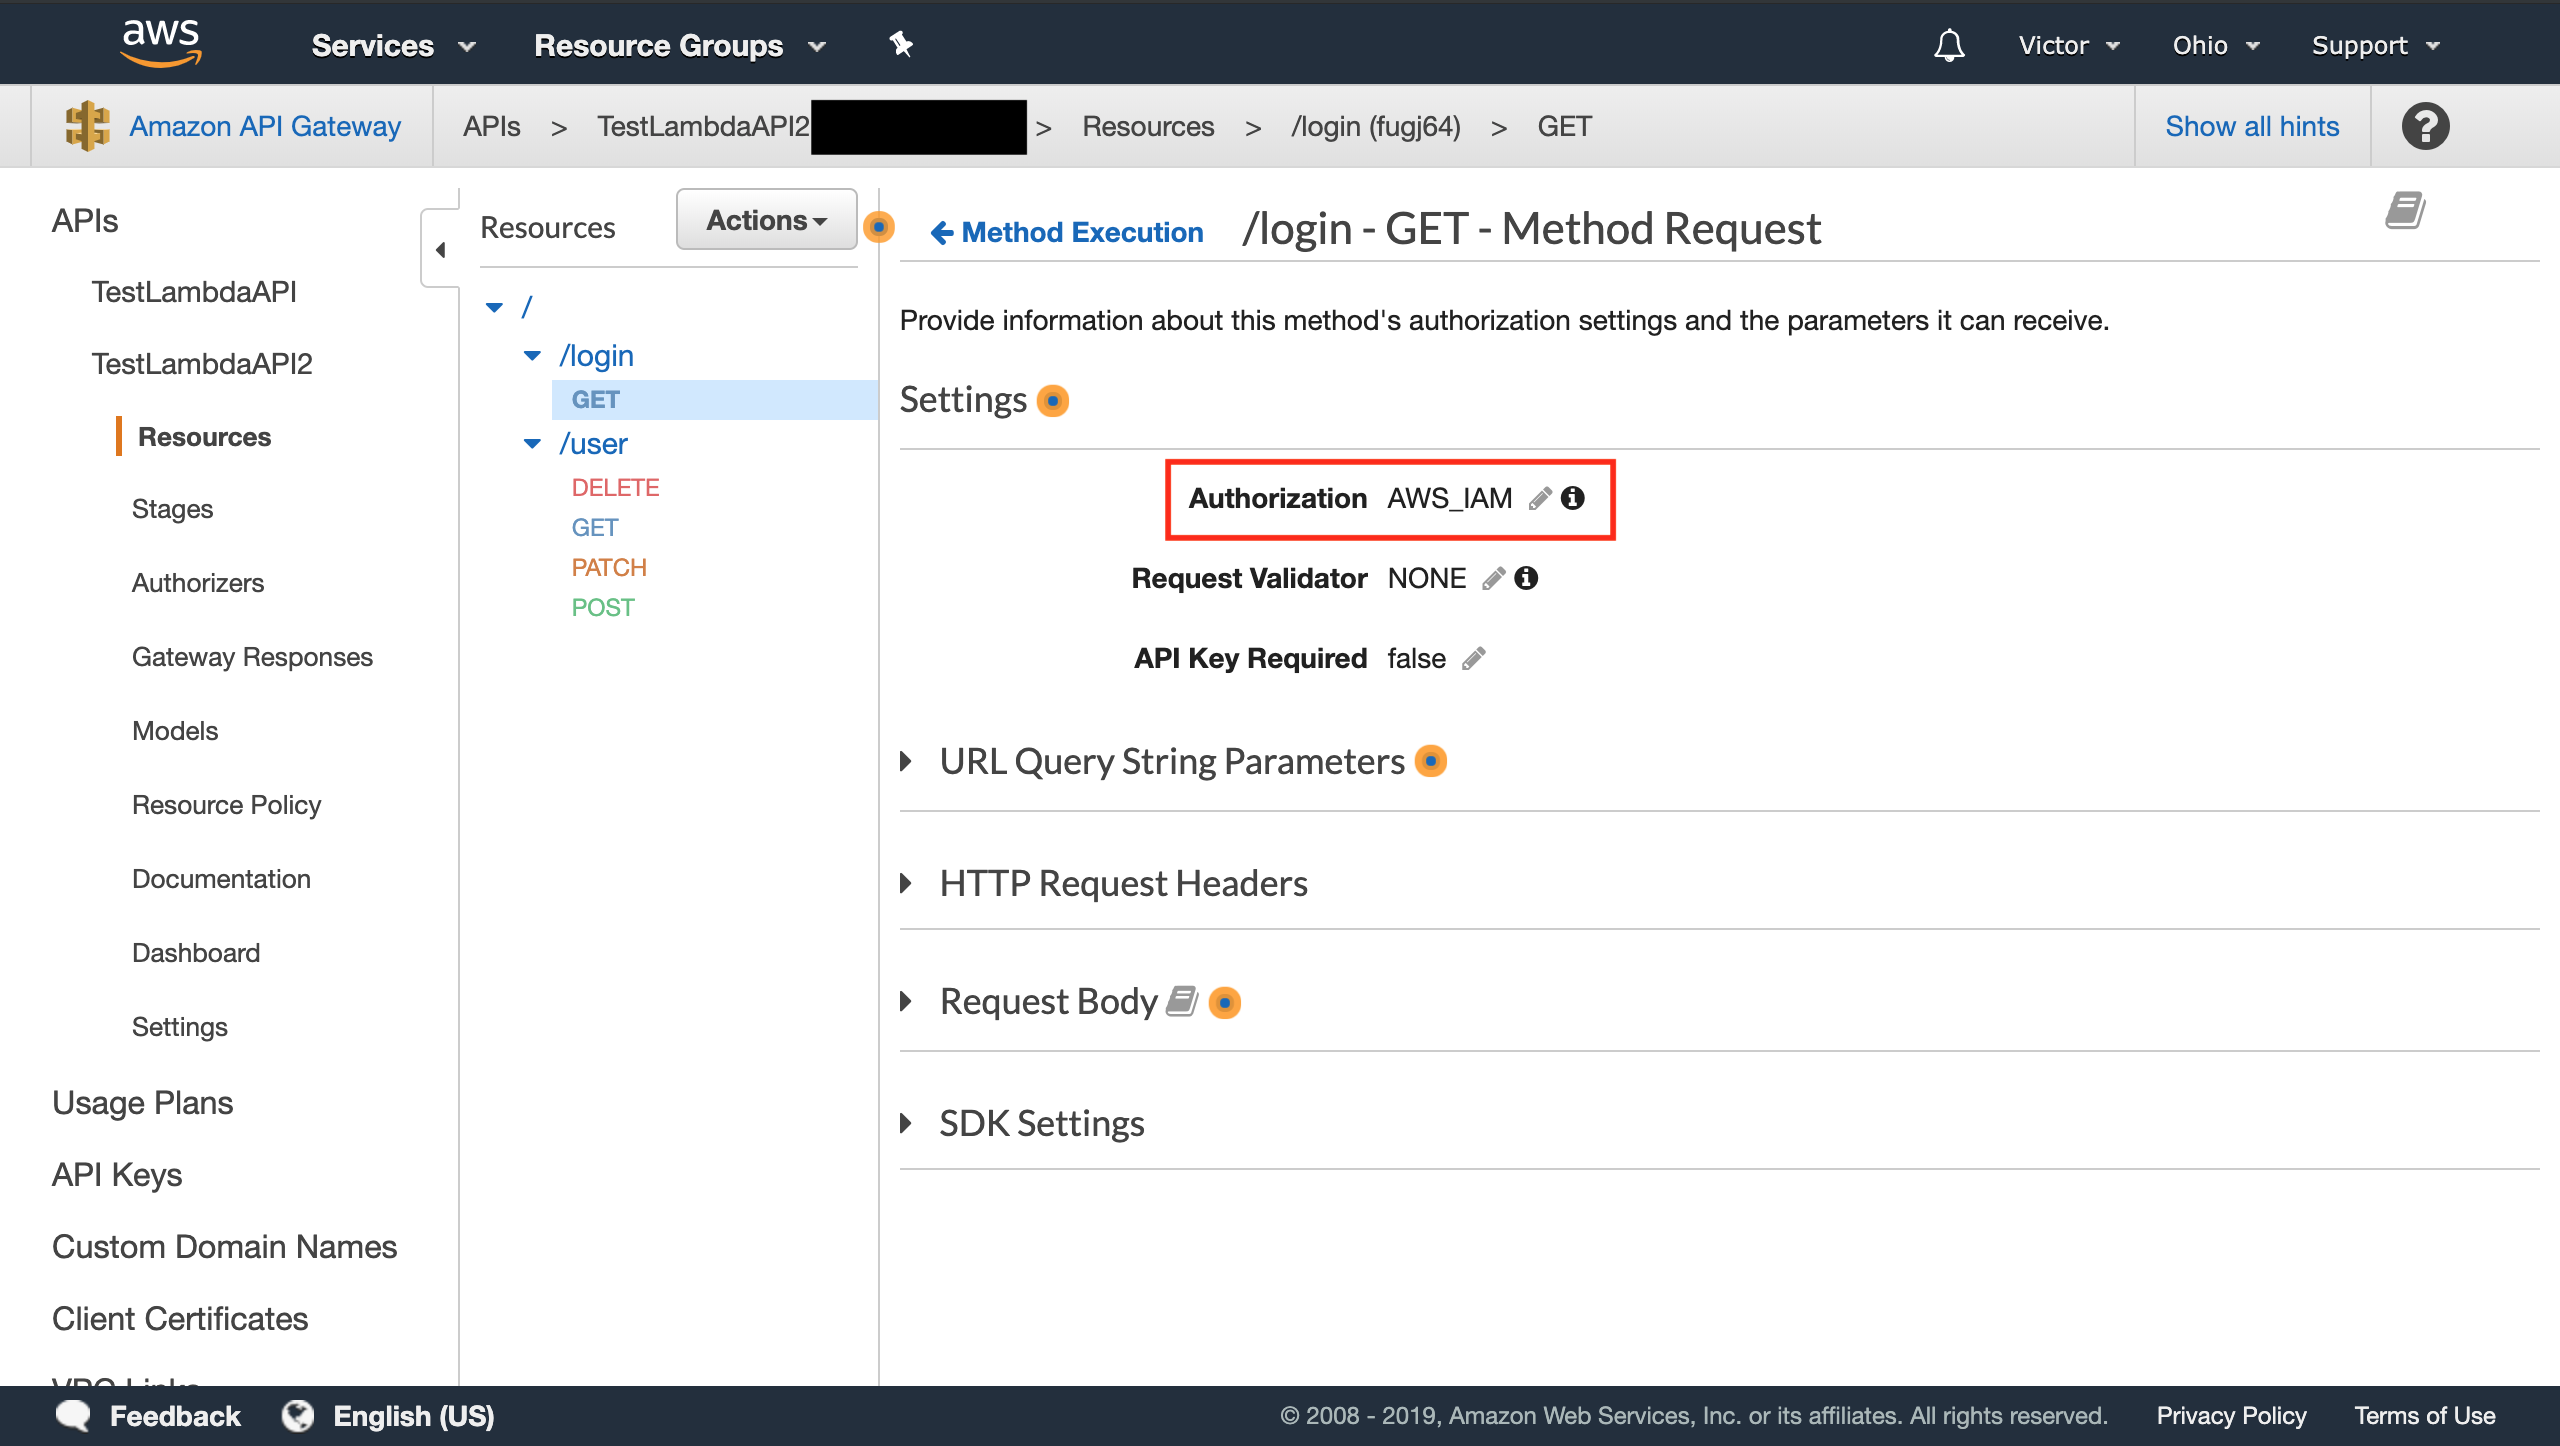 aws Services Resource Groups Victor Ohio Support
Amazon API Gateway APIs > TestLambdaAPI2 > Resources > /login (fugj64) > GET Show all hints ?
APIs
TestLambdaAPI
TestLambdaAPI2
Resources
Stages
Authorizers
Gateway Responses
Models
Resource Policy
Documentation
Dashboard
Settings
Usage Plans
API Keys
Custom Domain Names
Client Certificates
VPC Links
Resources Actions
/
/login
GET
/user
DELETE
GET
PATCH
POST
Method Execution /login - GET - Method Request
Provide information about this method's authorization settings and the parameters it can receive.
Settings
Authorization AWS_IAM
Request Validator NONE
API Key Required false
URL Query String Parameters
HTTP Request Headers
Request Body
SDK Settings
Feedback English (US) © 2008 - 2019, Amazon Web Services, Inc. or its affiliates. All rights reserved. Privacy Policy Terms of Use